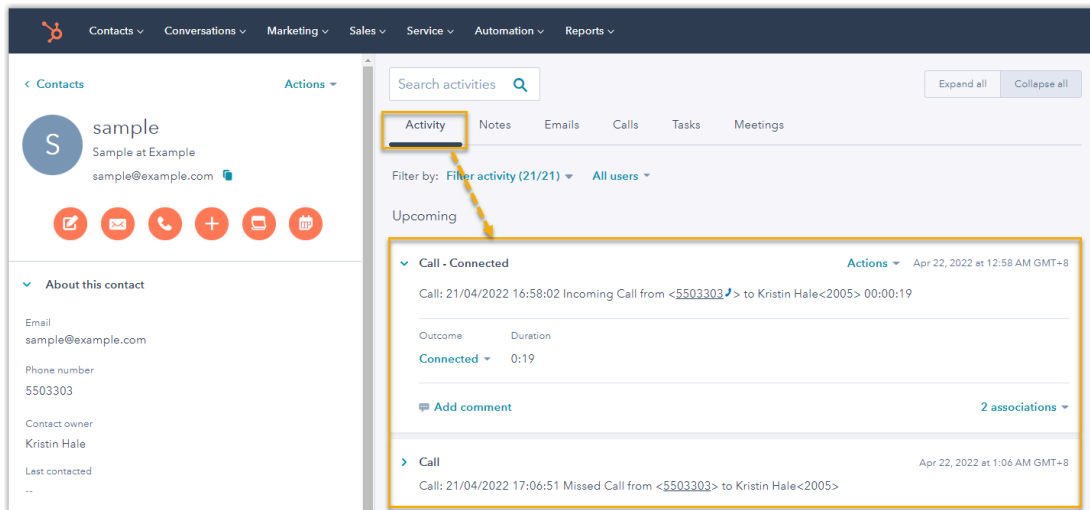 Contacts Conversations Marketing Sales Service Automation Reports
Contacts
Actions
S
sample
Sample at Example
sample@example.com
About this contact
Email
sample@example.com
Phone number
5503303
Contact owner
Kristin Hale
Last contacted
--
Search activities
Expand all Collapse all
Activity Notes Emails Calls Tasks Meetings
Filter by: Filter activity (21/21) All users
Upcoming
Call - Connected Actions Apr 22, 2022 at 12:58 AM GMT+8
Call: 21/04/2022 16:58:02 Incoming Call from <5503303> to Kristin Hale<2005> 00:00:19
Outcome Duration
Connected 0:19
Add comment 2 associations
Call Apr 22, 2022 at 1:06 AM GMT+8
Call: 21/04/2022 17:06:51 Missed Call from <5503303> to Kristin Hale<2005>